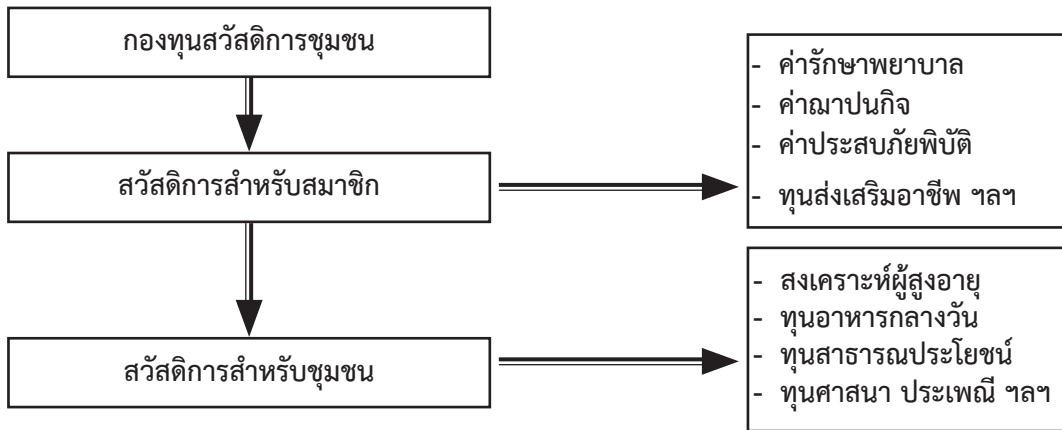 กองทุนสวัสดิการชุมชน
สวัสดิการสำหรับสมาชิก
- ค่ารักษาพยาบาล
- ค่าฌาปนกิจ
- ค่าประสบภัยพิบัติ
- ทุนส่งเสริมอาชีพ ฯลฯ
สวัสดิการสำหรับชุมชน
- สงเคราะห์ผู้สูงอายุ
- ทุนอาหารกลางวัน
- ทุนสาธารณประโยชน์
- ทุนศาสนา ประเพณี ฯลฯ